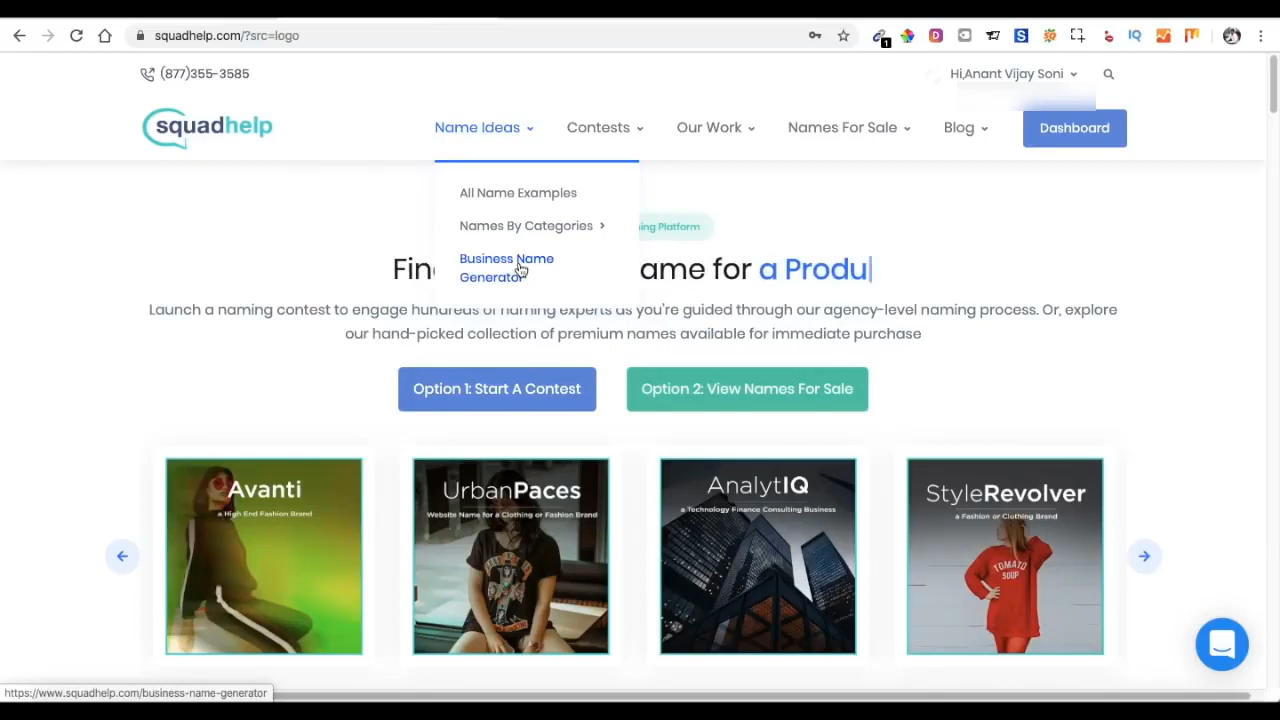 squadhelp.com/?src=logo
1
(877)355-3585
Hi,Anant Vijay Soni
squadhelp
Name Ideas
Contests
Our Work
Names For Sale
Blog
Dashboard
All Name Examples
Names By Categories
Business Name
Generator
Platform
ame for a Produ
Launch a naming contest to engage hundreds of naming experts as you're guided through our agency-level naming process. Or, explore
our hand-picked collection of premium names available for immediate purchase
Option 1: Start A Contest
Option 2: View Names For Sale
Avanti
a High End Fashion Brand
UrbanPaces
Website Name for a Clothing or Fashion Brand
AnalytIQ
a Technology Finance Consulting Business
StyleRevolver
a Fashion or Clothing Brand
TOMATO
SOUP
https://www.squadhelp.com/business-name-generator